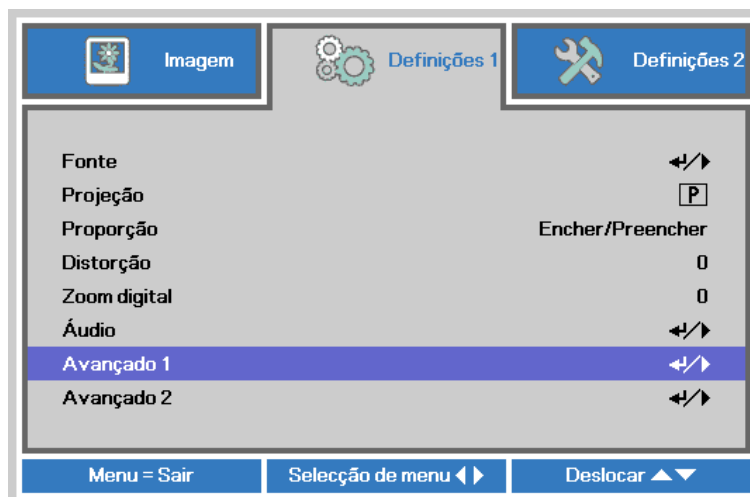 Imagem
Definições 1
Definições 2
Fonte
Projeção P
Proporção Encher/Preencher
Distorção 0
Zoom digital 0
Áudio
Avançado 1
Avançado 2
Menu = Sair
Selecção de menu
Deslocar